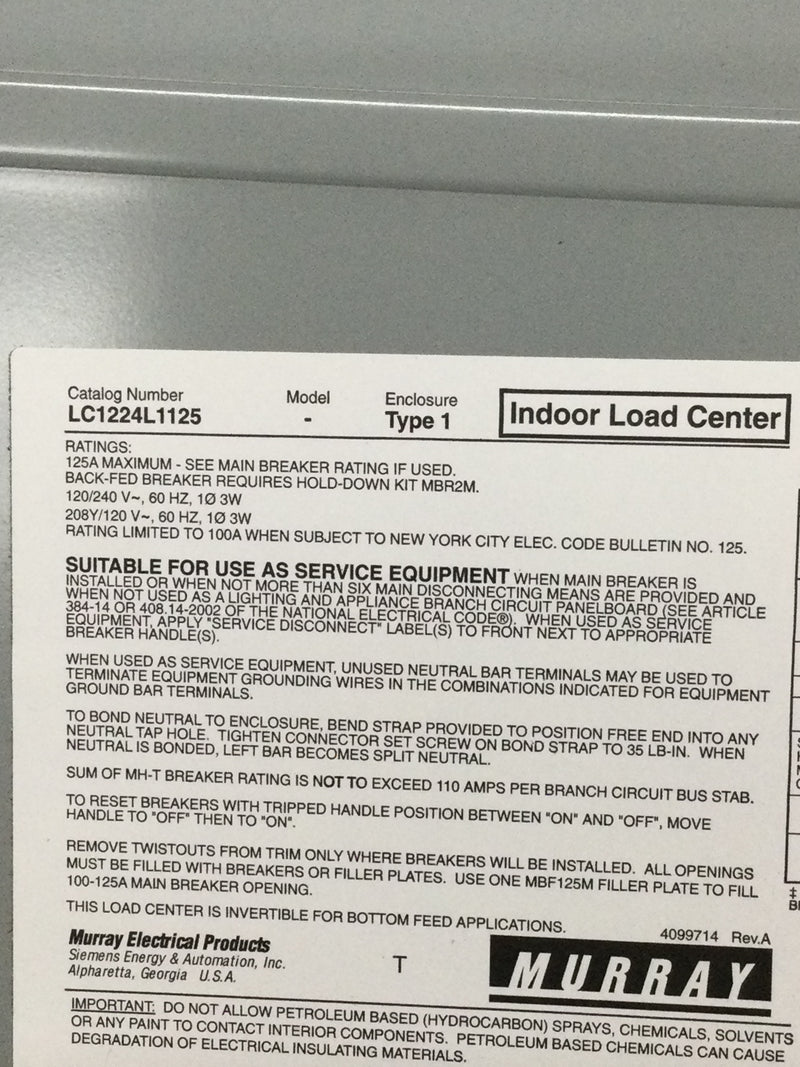 Catalog Number Model Enclosure
LC1224L1125 - Type 1 Indoor Load Center
RATINGS:
125A MAXIMUM - SEE MAIN BREAKER RATING IF USED.
BACK-FED BREAKER REQUIRES HOLD-DOWN KIT MBR2M.
120/240 V~, 60 HZ, 1Ø 3W
208Y/120 V~, 60 HZ, 1Ø 3W
RATING LIMITED TO 100A WHEN SUBJECT TO NEW YORK CITY ELEC. CODE BULLETIN NO. 125.
SUITABLE FOR USE AS SERVICE EQUIPMENT WHEN MAIN BREAKER IS
INSTALLED OR WHEN NOT MORE THAN SIX MAIN DISCONNECTING MEANS ARE PROVIDED AND
WHEN NOT USED AS A LIGHTING AND APPLIANCE BRANCH CIRCUIT PANELBOARD (SEE ARTICLE
384-14 OR 408.14-2002 OF THE NATIONAL ELECTRICAL CODE®). WHEN USED AS SERVICE
EQUIPMENT, APPLY "SERVICE DISCONNECT" LABEL(S) TO FRONT NEXT TO APPROPRIATE
BREAKER HANDLE(S).
WHEN USED AS SERVICE EQUIPMENT, UNUSED NEUTRAL BAR TERMINALS MAY BE USED TO
TERMINATE EQUIPMENT GROUNDING WIRES IN THE COMBINATIONS INDICATED FOR EQUIPMENT
GROUND BAR TERMINALS.
TO BOND NEUTRAL TO ENCLOSURE, BEND STRAP PROVIDED TO POSITION FREE END INTO ANY
NEUTRAL TAP HOLE. TIGHTEN CONNECTOR SET SCREW ON BOND STRAP TO 35 LB-IN. WHEN
NEUTRAL IS BONDED, LEFT BAR BECOMES SPLIT NEUTRAL.
SUM OF MH-T BREAKER RATING IS NOT TO EXCEED 110 AMPS PER BRANCH CIRCUIT BUS STAB.
TO RESET BREAKERS WITH TRIPPED HANDLE POSITION BETWEEN "ON" AND "OFF", MOVE
HANDLE TO "OFF" THEN TO "ON".
REMOVE TWISTOUTS FROM TRIM ONLY WHERE BREAKERS WILL BE INSTALLED. ALL OPENINGS
MUST BE FILLED WITH BREAKERS OR FILLER PLATES. USE ONE MBF125M FILLER PLATE TO FILL
100-125A MAIN BREAKER OPENING.
THIS LOAD CENTER IS INVERTIBLE FOR BOTTOM FEED APPLICATIONS.
4099714 Rev.A
Murray Electrical Products
Siemens Energy & Automation, Inc.
Alpharetta, Georgia U.S.A.
T
MURRAY
IMPORTANT: DO NOT ALLOW PETROLEUM BASED (HYDROCARBON) SPRAYS, CHEMICALS, SOLVENTS
OR ANY PAINT TO CONTACT INTERIOR COMPONENTS. PETROLEUM BASED CHEMICALS CAN CAUSE
DEGRADATION OF ELECTRICAL INSULATING MATERIALS.